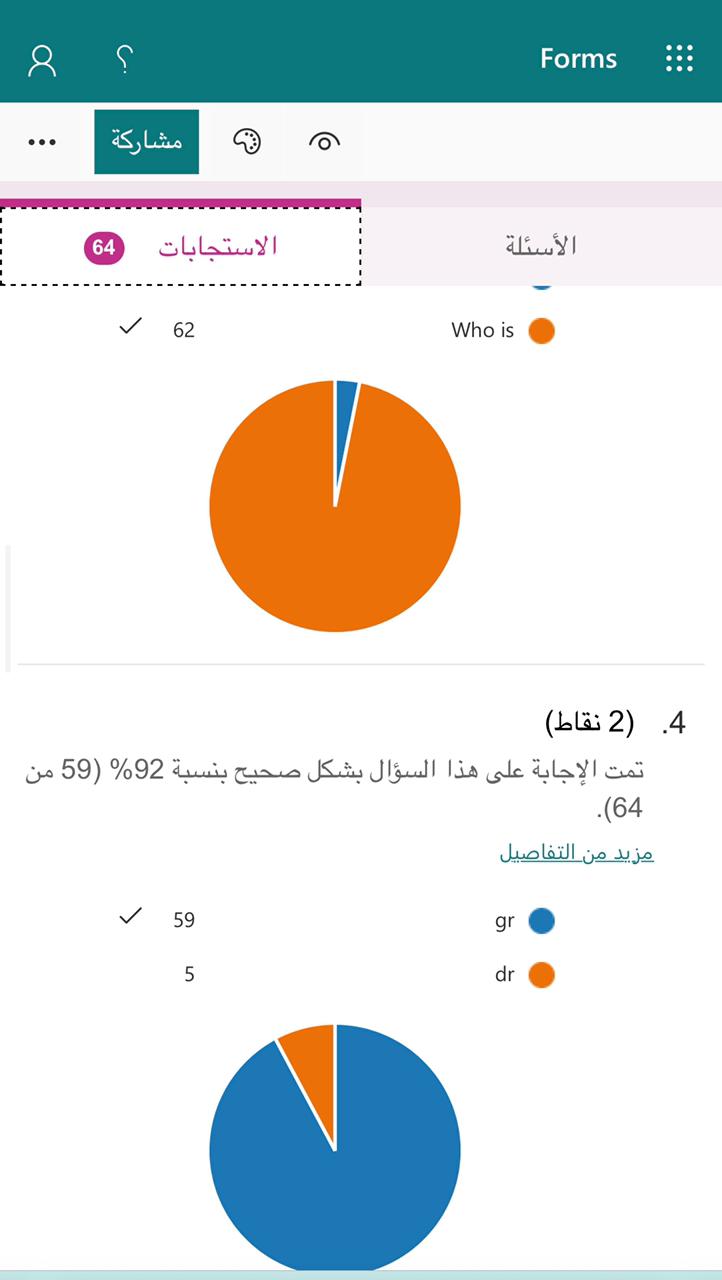 Forms
؟
مشاركة
الأسئلة
الاستجابات 64
Who is 62
4. (2 نقاط)
تمت الإجابة على هذا السؤال بشكل صحيح بنسبة 92% (59 من
64).
مزيد من التفاصيل
gr 59
dr 5